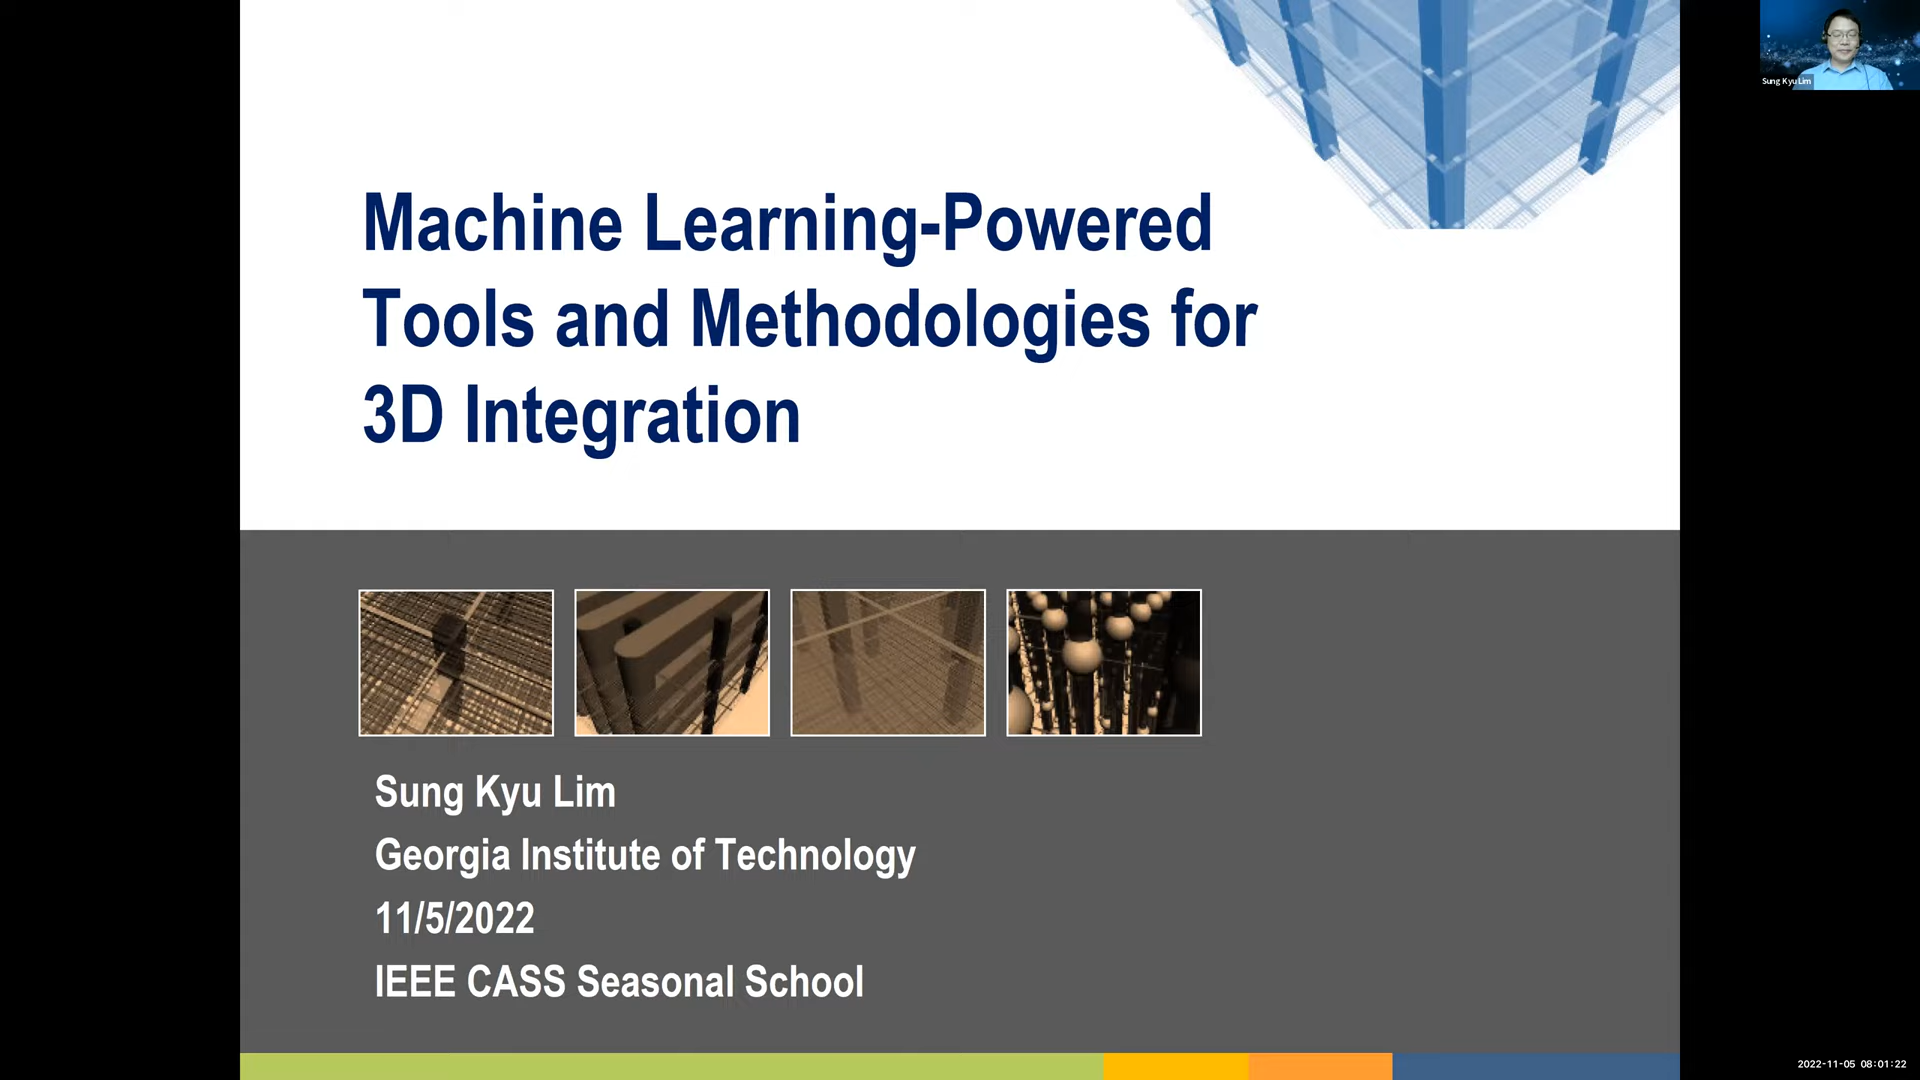 Sung Kyu Lim
Machine Learning-Powered
Tools and Methodologies for
3D Integration
Sung Kyu Lim
Georgia Institute of Technology
11/5/2022
IEEE CASS Seasonal School
2022-11-05 08:01:22